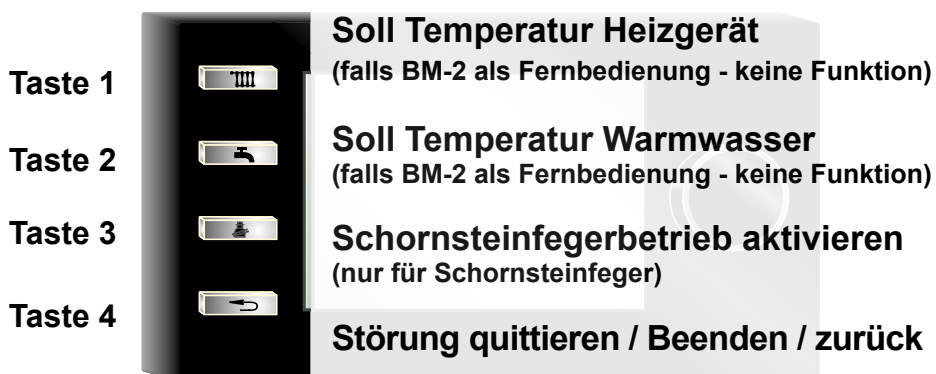 Soll Temperatur Heizgerät
Taste 1
(falls BM-2 als Fernbedienung - keine Funktion)
Soll Temperatur Warmwasser
Taste 2
(falls BM-2 als Fernbedienung - keine Funktion)
Taste 3
Schornsteinfegerbetrieb aktivieren
(nur für Schornsteinfeger)
Taste 4
Störung quittieren / Beenden / zurück